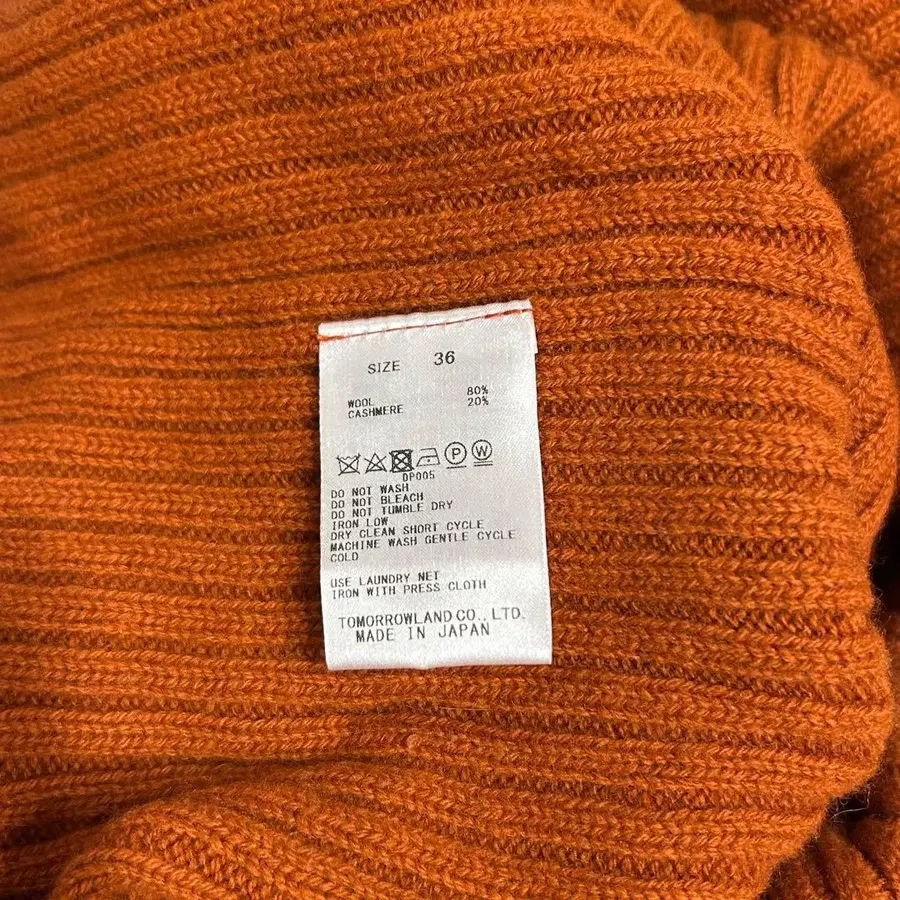 SIZE 36
WOOL 80%
CASHMERE 20%
P W
DP005
DO NOT WASH
DO NOT BLEACH
DO NOT TUMBLE DRY
IRON LOW
DRY CLEAN SHORT CYCLE
MACHINE WASH GENTLE CYCLE
COLD
USE LAUNDRY NET
IRON WITH PRESS CLOTH
TOMORROWLAND CO., LTD.
MADE IN JAPAN